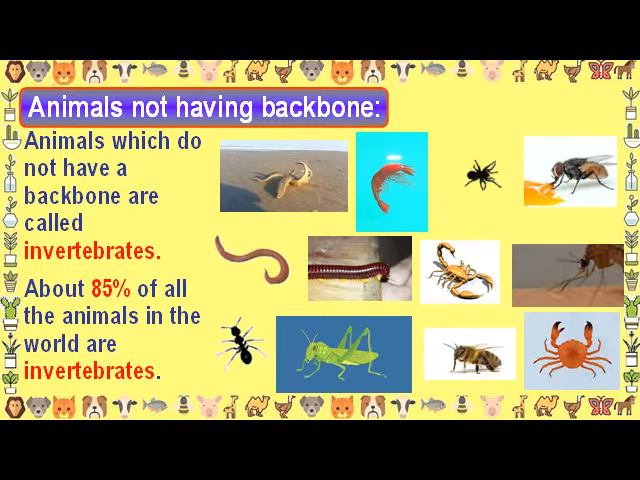 Animals not having backbone:
Animals which do
not have a
backbone are
called
invertebrates.
About 85% of all
the animals in the
world are
invertebrates.